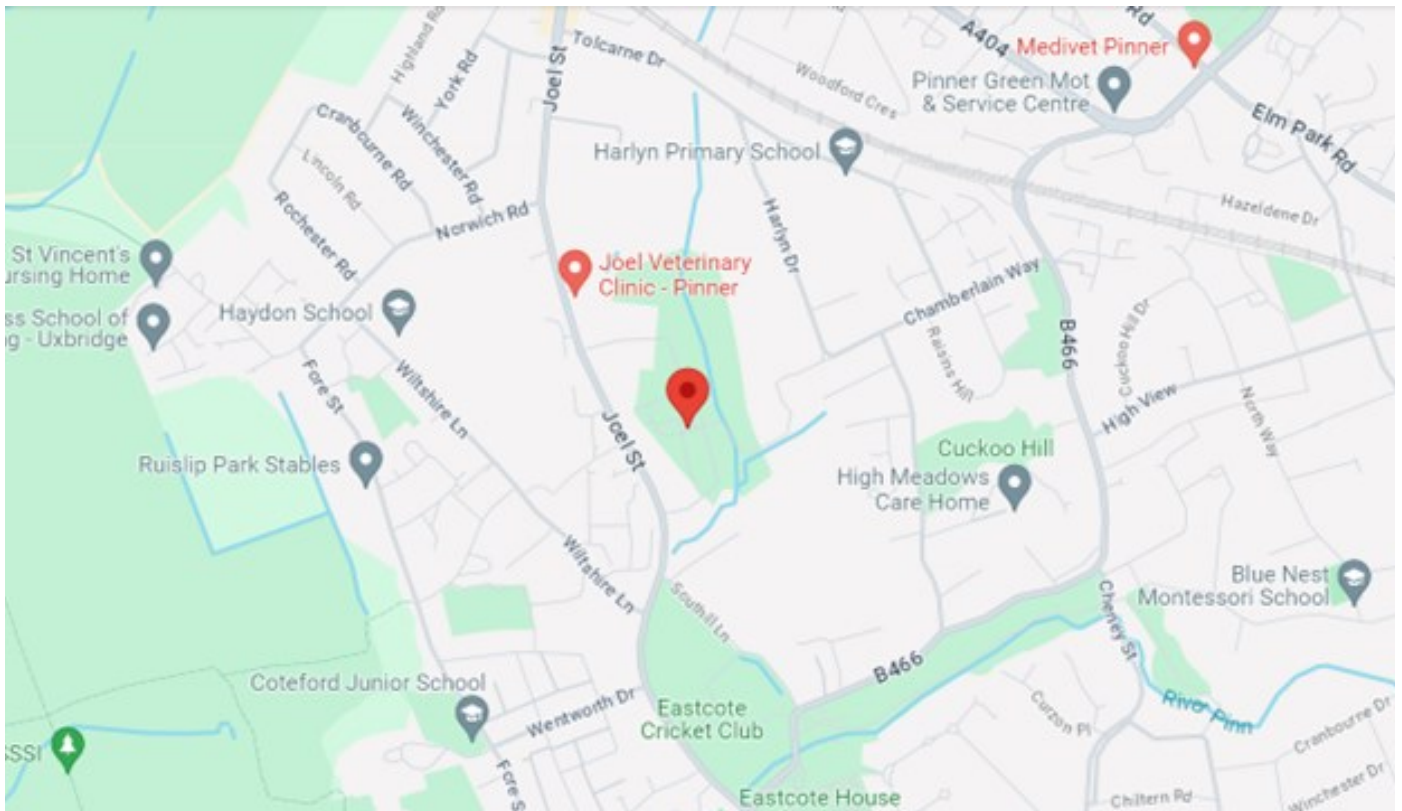 Highland Rd
York Rd
Joel St
Tolcarne Dr
Woodford Cres
A404
Rd
Medivet Pinner
Pinner Green Mot
& Service Centre
Elm Park Rd
Cranbourne Rd
Winchester Rd
Lincoln Rd
Harlyn Primary School
Hazeldene Dr
Rochester Rd
Norwich Rd
Harlyn Dr
St Vincent's
ursing Home
Joel Veterinary
Clinic - Pinner
Chamberlain Way
ss School of
g - Uxbridge
Haydon School
Raisins Hill
B466
Cuckoo Hill Dr
Fore St
Wiltshire Ln
Joel St
High View
North Way
Cuckoo Hill
Ruislip Park Stables
High Meadows
Care Home
Wiltshire Ln
Southill Ln
Blue Nest
Montessori School
Cheney St
B466
Coteford Junior School
Wentworth Dr
Eastcote
Cricket Club
Curzon Pl
River Pinn
Cranbourne Dr
SSI
Fore S
Eastcote House
Chiltern Rd
Winchester Dr